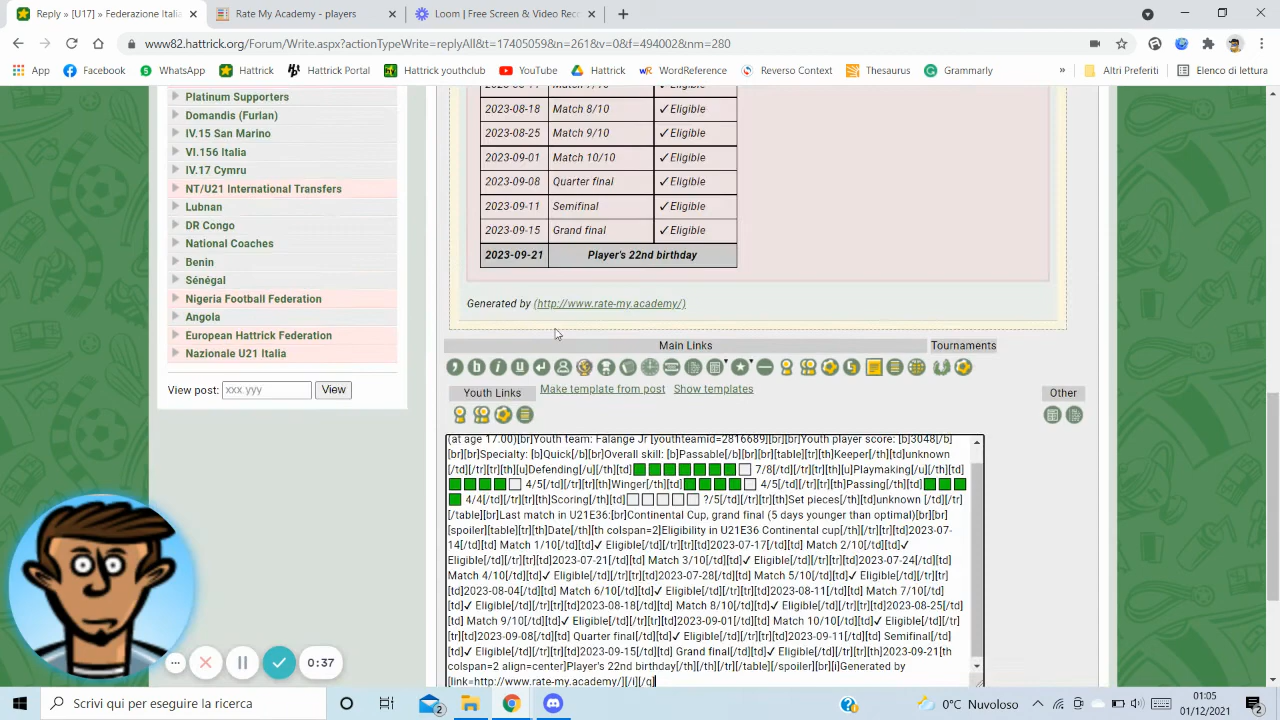 Reply » [U17] » Federazione Italia
Rate My Academy - players
Loom | Free Screen & Video Rec
www82.hattrick.org/Forum/Write.aspx?actionTypeWrite=replyAll&t=17405059&n=261&v=0&f=494002&nm=280
App Facebook WhatsApp Hattrick Hattrick Portal Hattrick youthclub YouTube Hattrick WordReference Reverso Context Thesaurus Grammarly » Altri Preferiti Elenco di lettura
Platinum Supporters
Domandis (Furlan)
IV.15 San Marino
VI.156 Italia
IV.17 Cymru
NT/U21 International Transfers
Lubnan
DR Congo
National Coaches
Benin
Sénégal
Nigeria Football Federation
Angola
European Hattrick Federation
Nazionale U21 Italia
View post: xxx.yyy View
2023-08-18 Match 8/10 ✓Eligible
2023-08-25 Match 9/10 ✓Eligible
2023-09-01 Match 10/10 ✓Eligible
2023-09-08 Quarter final ✓Eligible
2023-09-11 Semifinal ✓Eligible
2023-09-15 Grand final ✓Eligible
2023-09-21 Player's 22nd birthday
Generated by (http://www.rate-my.academy/)
Main Links Tournaments
Make template from post Show templates
Youth Links Other
(at age 17.00)[br]Youth team: Falange Jr [youthteamid=2816689][br][br]Youth player score: [b]3048[/b]
[br][br]Specialty: [b]Quick[/b][br]Overall skill: [b]Passable[/b][br][br][table][tr][th]Keeper[/th][td]unknown
[/td][/tr][tr][th][u]Defending[/u][/th][td] 7/8[/td][/tr][tr][th][u]Playmaking[/u][/th][td]
4/5[/td][/tr][tr][th]Winger[/th][td] 4/5[/td][/tr][tr][th]Passing[/th][td]
4/4[/td][/tr][tr][th]Scoring[/th][td] ?/5[/td][/tr][tr][th]Set pieces[/th][td]unknown [/td][/tr]
[/table][br]Last match in U21E36:[br]Continental Cup, grand final (5 days younger than optimal)[br][br]
[spoiler][table][tr][th]Date[/th][th colspan=2]Eligibility in U21E36 Continental cup[/th][/tr][tr][td]2023-07-
14[/td][td] Match 1/10[/td][td]✓ Eligible[/td][/tr][tr][td]2023-07-17[/td][td] Match 2/10[/td][td]✓
Eligible[/td][/tr][tr][td]2023-07-21[/td][td] Match 3/10[/td][td]✓ Eligible[/td][/tr][tr][td]2023-07-24[/td][td]
Match 4/10[/td][td]✓ Eligible[/td][/tr][tr][td]2023-07-28[/td][td] Match 5/10[/td][td]✓ Eligible[/td][/tr][tr]
[td]2023-08-04[/td][td] Match 6/10[/td][td]✓ Eligible[/td][/tr][tr][td]2023-08-11[/td][td] Match 7/10[/td]
[td]✓ Eligible[/td][/tr][tr][td]2023-08-18[/td][td] Match 8/10[/td][td]✓ Eligible[/td][/tr][tr][td]2023-08-25[/td]
[td] Match 9/10[/td][td]✓ Eligible[/td][/tr][tr][td]2023-09-01[/td][td] Match 10/10[/td][td]✓ Eligible[/td][/tr]
[tr][td]2023-09-08[/td][td] Quarter final[/td][td]✓ Eligible[/td][/tr][tr][td]2023-09-11[/td][td] Semifinal[/td]
[td]✓ Eligible[/td][/tr][tr][td]2023-09-15[/td][td] Grand final[/td][td]✓ Eligible[/td][/tr][tr][th]2023-09-21[th
colspan=2 align=center]Player's 22nd birthday[/th][/tr][/table][/spoiler][br][i]Generated by
[link=http://www.rate-my.academy/][/i][/q]
0:37
Scrivi qui per eseguire la ricerca
2
0°C Nuvoloso
01:05
01/12/2021
2